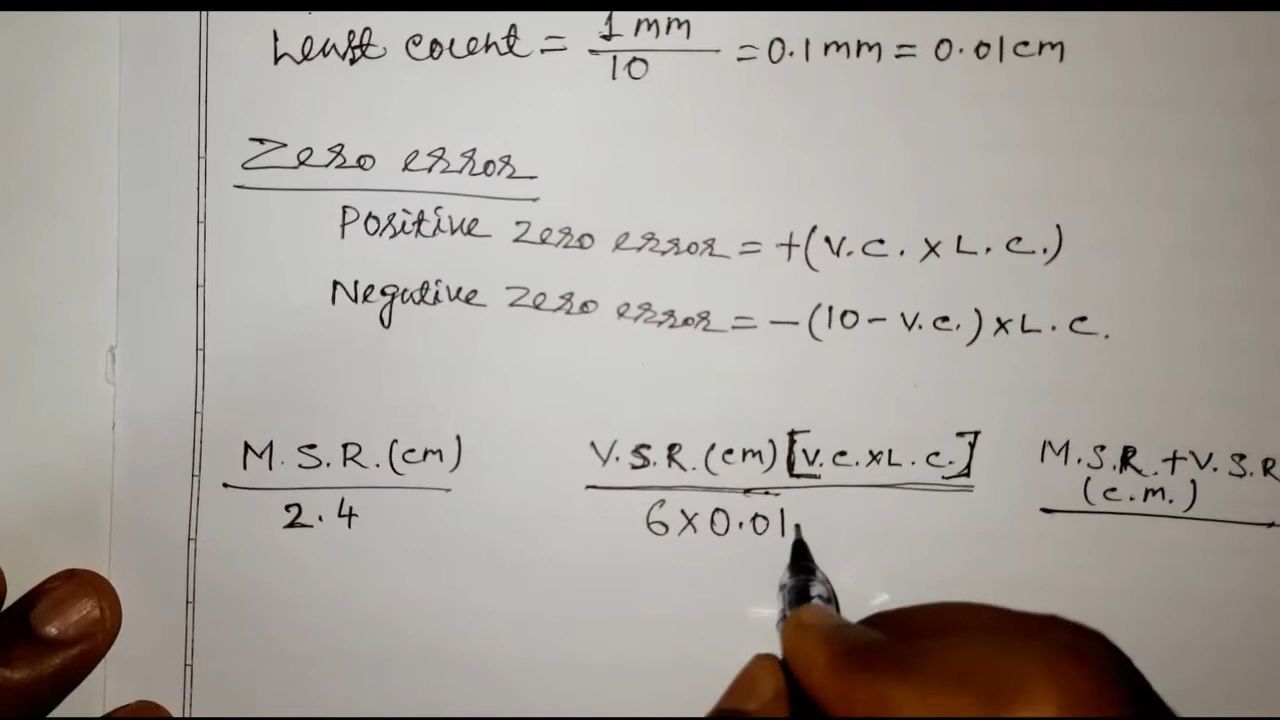 Least count = 1 mm / 10 = 0.1 mm = 0.01 cm
Zero error
Positive zero error = +(V.C. x L.C.)
Negative zero error = -(10 - V.C.) x L.C.
M.S.R. (cm) V.S.R. (cm) [V.C. x L.C.] M.S.R. + V.S.R (c.m.)
2.4 6 x 0.01